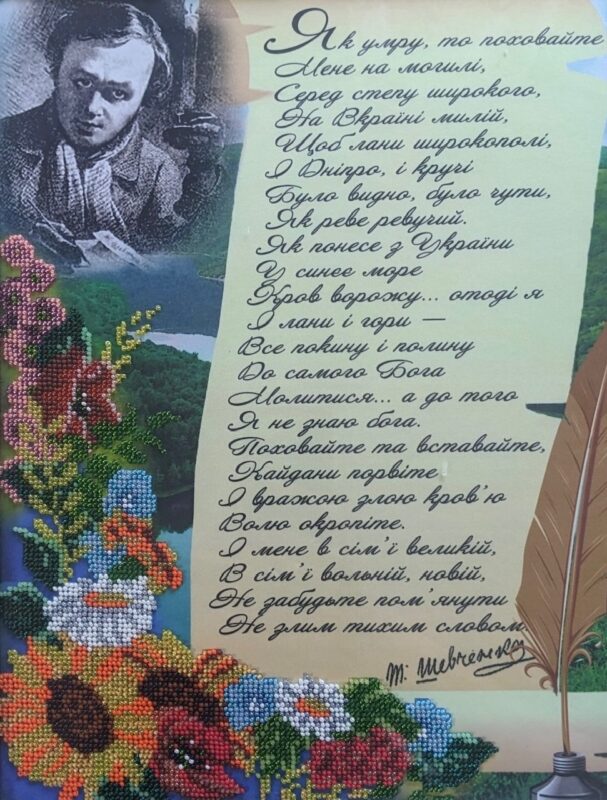 Як умру, то поховайте
Мене на могилі,
Серед степу широкого,
На Вкраїні милій,
Щоб лани широкополі,
І Дніпро, і кручі
Було видно, було чути,
Як реве ревучий.
Як понесе з України
У синєє море
Кров ворожу... отоді я
І лани і гори —
Все покину і полину
До самого Бога
Молитися... а до того
Я не знаю бога.
Поховайте та вставайте,
Кайдани порвіте
І вражою злою кров'ю
Волю окропіте.
І мене в сім'ї великій,
В сім'ї вольній, новій,
Не забудьте пом'янути
Не злим тихим словом
Т. Шевченко